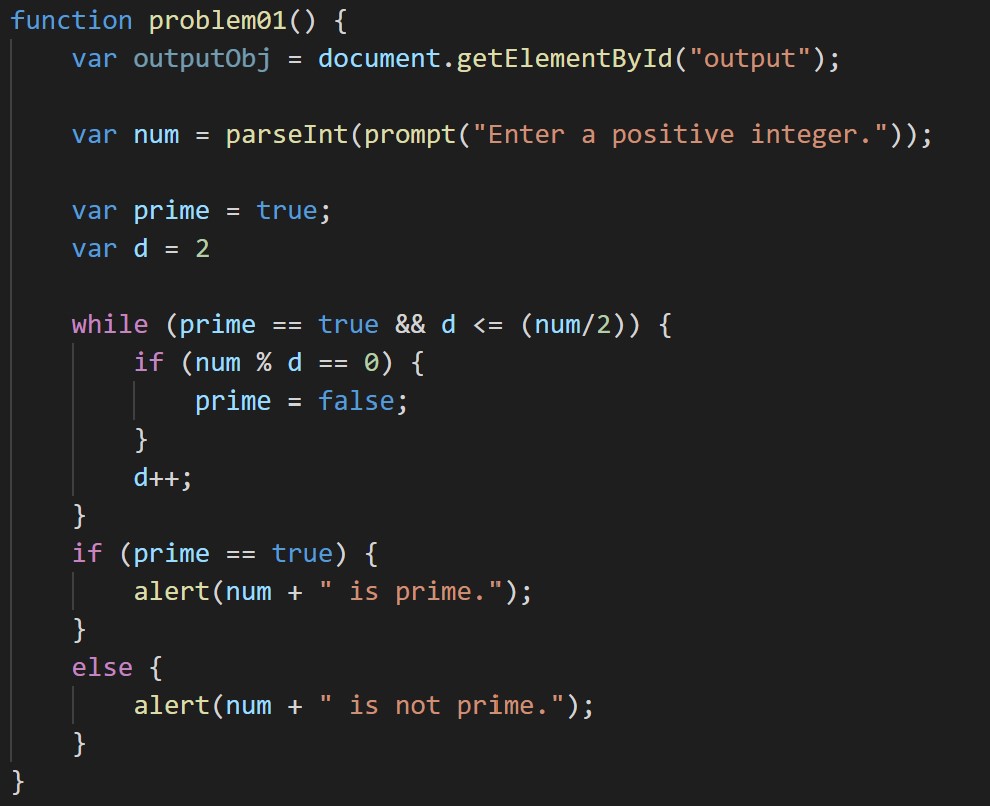 function problem01() {
    var outputObj = document.getElementById("output");

    var num = parseInt(prompt("Enter a positive integer."));

    var prime = true;
    var d = 2

    while (prime == true && d <= (num/2)) {
        if (num % d == 0) {
            prime = false;
        }
        d++;
    }
    if (prime == true) {
        alert(num + " is prime.");
    }
    else {
        alert(num + " is not prime.");
    }
}